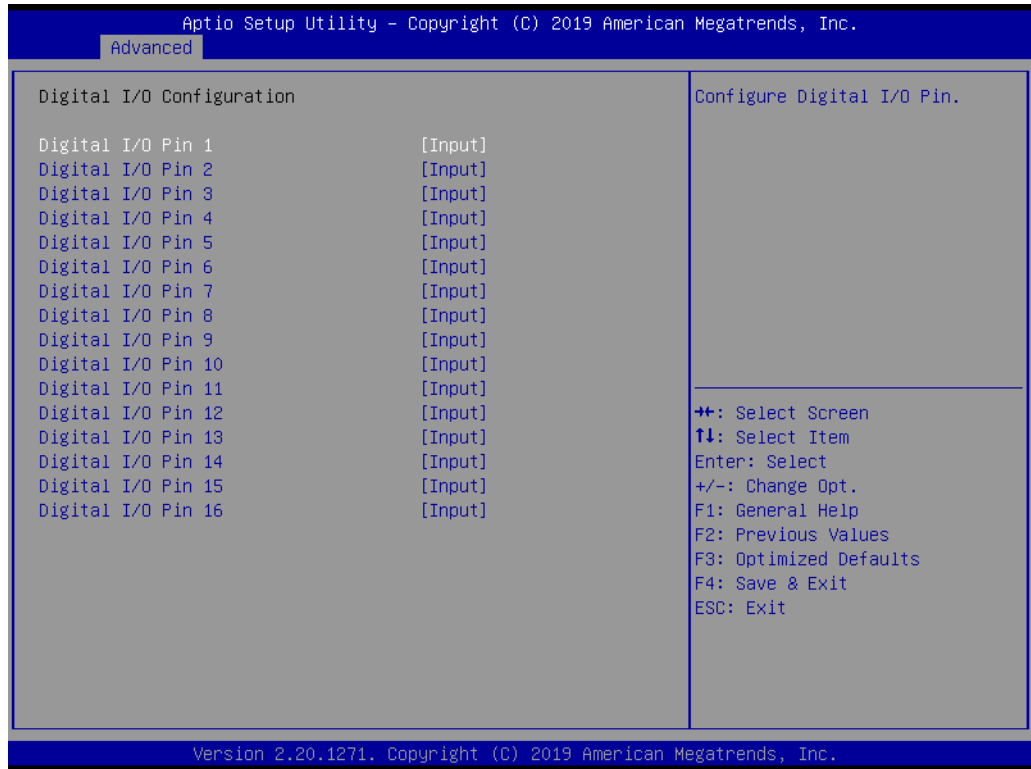 Aptio Setup Utility – Copyright (C) 2019 American Megatrends, Inc.
Advanced
Digital I/O Configuration
Digital I/O Pin 1 [Input]
Digital I/O Pin 2 [Input]
Digital I/O Pin 3 [Input]
Digital I/O Pin 4 [Input]
Digital I/O Pin 5 [Input]
Digital I/O Pin 6 [Input]
Digital I/O Pin 7 [Input]
Digital I/O Pin 8 [Input]
Digital I/O Pin 9 [Input]
Digital I/O Pin 10 [Input]
Digital I/O Pin 11 [Input]
Digital I/O Pin 12 [Input]
Digital I/O Pin 13 [Input]
Digital I/O Pin 14 [Input]
Digital I/O Pin 15 [Input]
Digital I/O Pin 16 [Input]
Configure Digital I/O Pin.
→←: Select Screen
↑↓: Select Item
Enter: Select
+/-: Change Opt.
F1: General Help
F2: Previous Values
F3: Optimized Defaults
F4: Save & Exit
ESC: Exit
Version 2.20.1271. Copyright (C) 2019 American Megatrends, Inc.